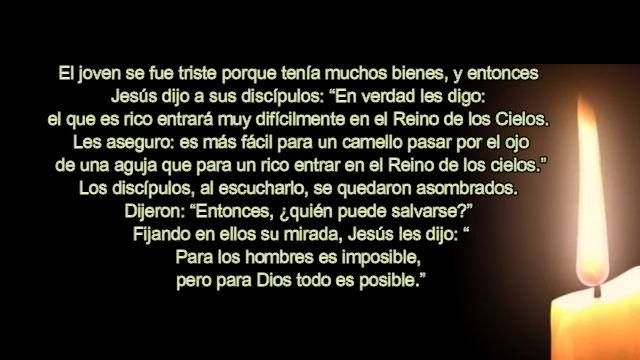 El joven se fue triste porque tenía muchos bienes, y entonces
Jesús dijo a sus discípulos: “En verdad les digo:
el que es rico entrará muy difícilmente en el Reino de los Cielos.
Les aseguro: es más fácil para un camello pasar por el ojo
de una aguja que para un rico entrar en el Reino de los cielos.”
Los discípulos, al escucharlo, se quedaron asombrados.
Dijeron: “Entonces, ¿quién puede salvarse?”
Fijando en ellos su mirada, Jesús les dijo: “
Para los hombres es imposible,
pero para Dios todo es posible.”